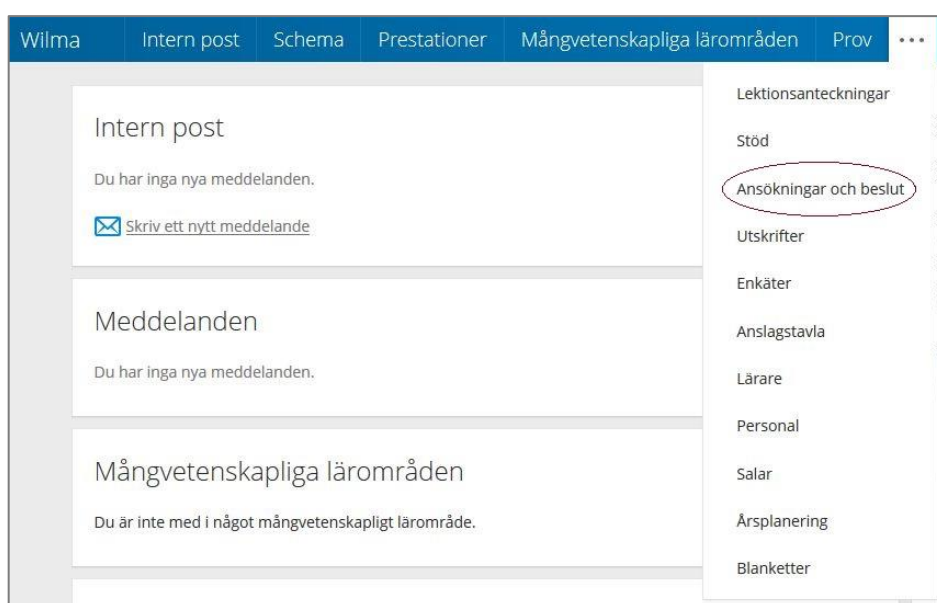 Wilma Intern post Schema Prestationer Mångvetenskapliga lärområden Prov ...
Intern post
Du har inga nya meddelanden.
Skriv ett nytt meddelande
Meddelanden
Du har inga nya meddelanden.
Mångvetenskapliga lärområden
Du är inte med i något mångvetenskapligt lärområde.
Lektionsanteckningar
Stöd
Ansökningar och beslut
Utskrifter
Enkäter
Anslagstavla
Lärare
Personal
Salar
Årsplanering
Blanketter